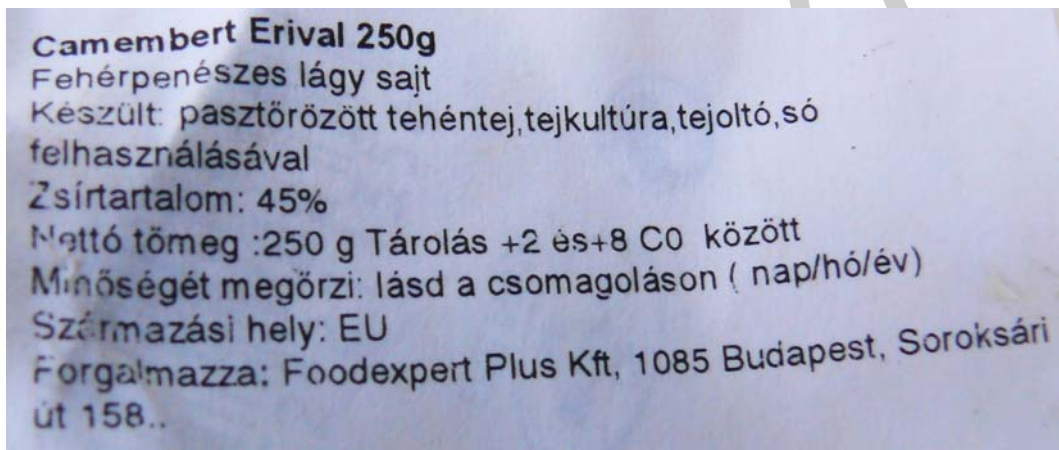 Camembert Erival 250g
Fehérpenészes lágy sajt
Készült: pasztőrözött tehéntej,tejkultúra,tejoltó,só
felhasználásával
Zsírtartalom: 45%
Nettó tömeg :250 g Tárolás +2 és+8 C0 között
Minőségét megőrzi: lásd a csomagoláson ( nap/hó/év)
Származási hely: EU
Forgalmazza: Foodexpert Plus Kft, 1085 Budapest, Soroksári
út 158..